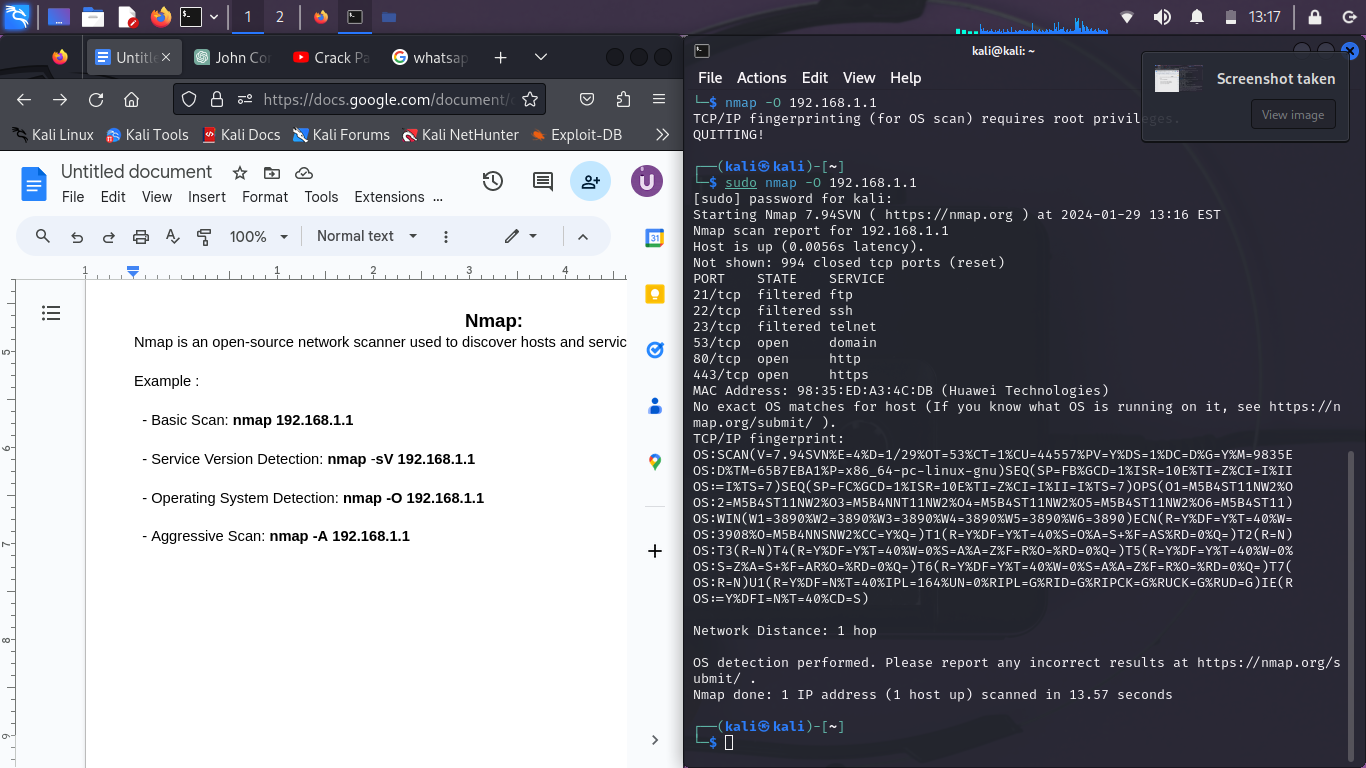 1
2
13:17
Untitl
John Cor
Crack Pa
whatsap
https://docs.google.com/document/
Kali Linux
Kali Tools
Kali Docs
Kali Forums
Kali NetHunter
Exploit-DB
Untitled document
File Edit View Insert Format Tools Extensions ...
U
100%
Normal text
31
1 1 2 3 4
5
6
7
8
9
Nmap:
Nmap is an open-source network scanner used to discover hosts and servic
Example :
- Basic Scan: nmap 192.168.1.1
- Service Version Detection: nmap -sV 192.168.1.1
- Operating System Detection: nmap -O 192.168.1.1
- Aggressive Scan: nmap -A 192.168.1.1
kali@kali: ~
File Actions Edit View Help
Screenshot taken
View image
└─$ nmap -O 192.168.1.1
TCP/IP fingerprinting (for OS scan) requires root privileges.
QUITTING!
┌──(kali㉿kali)-[~]
└─$ sudo nmap -O 192.168.1.1
[sudo] password for kali:
Starting Nmap 7.94SVN ( https://nmap.org ) at 2024-01-29 13:16 EST
Nmap scan report for 192.168.1.1
Host is up (0.0056s latency).
Not shown: 994 closed tcp ports (reset)
PORT    STATE    SERVICE
21/tcp  filtered ftp
22/tcp  filtered ssh
23/tcp  filtered telnet
53/tcp  open     domain
80/tcp  open     http
443/tcp open     https
MAC Address: 98:35:ED:A3:4C:DB (Huawei Technologies)
No exact OS matches for host (If you know what OS is running on it, see https://n
map.org/submit/ ).
TCP/IP fingerprint:
OS:SCAN(V=7.94SVN%E=4%D=1/29%OT=53%CT=1%CU=44557%PV=Y%DS=1%DC=D%G=Y%M=9835E
OS:D%TM=65B7EBA1%P=x86_64-pc-linux-gnu)SEQ(SP=FB%GCD=1%ISR=10E%TI=Z%CI=I%II
OS:=I%TS=7)SEQ(SP=FC%GCD=1%ISR=10E%TI=Z%CI=I%II=I%TS=7)OPS(O1=M5B4ST11NW2%O
OS:2=M5B4ST11NW2%O3=M5B4NNT11NW2%O4=M5B4ST11NW2%O5=M5B4ST11NW2%O6=M5B4ST11)
OS:WIN(W1=3890%W2=3890%W3=3890%W4=3890%W5=3890%W6=3890)ECN(R=Y%DF=Y%T=40%W=
OS:3908%O=M5B4NNSNW2%CC=Y%Q=)T1(R=Y%DF=Y%T=40%S=O%A=S+%F=AS%RD=0%Q=)T2(R=N)
OS:T3(R=N)T4(R=Y%DF=Y%T=40%W=0%S=A%A=Z%F=R%O=%RD=0%Q=)T5(R=Y%DF=Y%T=40%W=0%
OS:S=Z%A=S+%F=AR%O=%RD=0%Q=)T6(R=Y%DF=Y%T=40%W=0%S=A%A=Z%F=R%O=%RD=0%Q=)T7(
OS:R=N)U1(R=Y%DF=N%T=40%IPL=164%UN=0%RIPL=G%RID=G%RIPCK=G%RUCK=G%RUD=G)IE(R
OS:=Y%DFI=N%T=40%CD=S)
Network Distance: 1 hop
OS detection performed. Please report any incorrect results at https://nmap.org/s
ubmit/ .
Nmap done: 1 IP address (1 host up) scanned in 13.57 seconds
┌──(kali㉿kali)-[~]
└─$